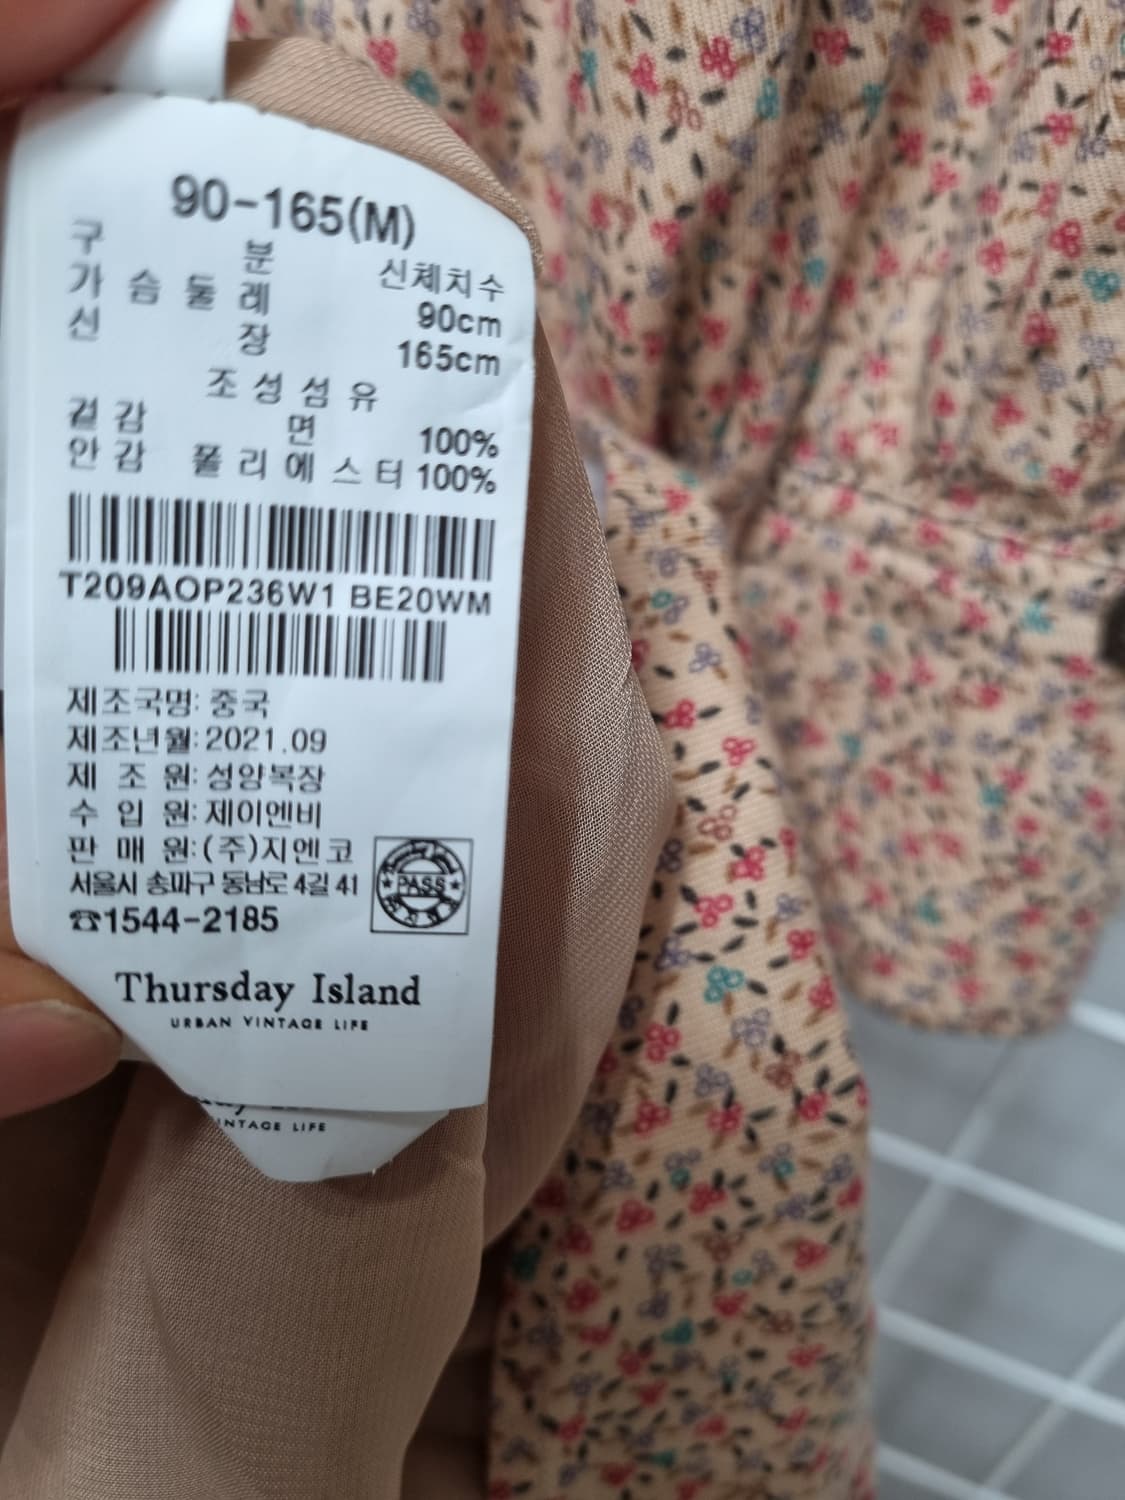 90-165(M)
구 분 신체치수
가슴둘레 90cm
신 장 165cm
조성섬유
겉감 면 100%
안감 폴리에스터 100%
T209AOP236W1 BE20WM
제조국명: 중국
제조년월: 2021.09
제 조 원: 성양복장
수 입 원: 제이엔비
판 매 원: (주)지엔코
서울시 송파구 동남로 4길 41
☎1544-2185
PASS
Thursday Island
URBAN VINTAGE LIFE
VINTAGE LIFE